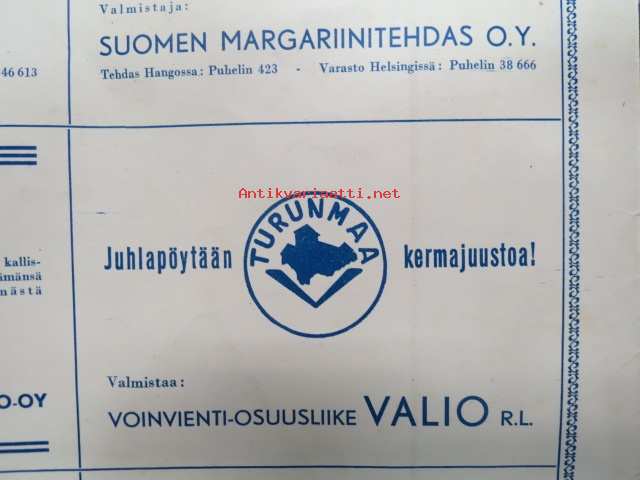 Valmistaja:
SUOMEN MARGARIINITEHDAS O.Y.
46 613
Tehdas Hangossa: Puhelin 423 - Varasto Helsingissä: Puhelin 38 666
Antikvariaatti.net
TURUNMAA
Juhlapöytään kermajuustoa!
kallis-
ämänsä
nästä
Valmistaa:
O-OY
VOINVIENTI-OSUUSLIIKE VALIO R.L.